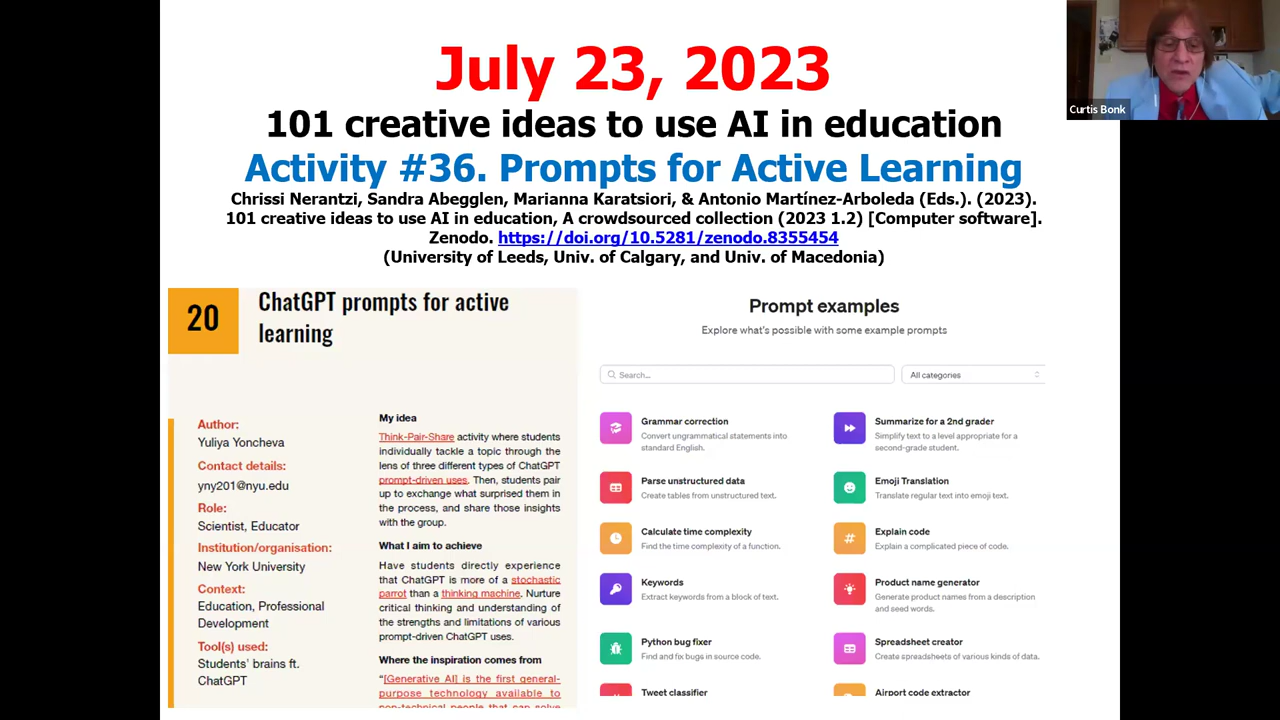 July 23, 2023
101 creative ideas to use AI in education
Activity #36. Prompts for Active Learning
Chrissi Nerantzi, Sandra Abegglen, Marianna Karatsiori, & Antonio Martínez-Arboleda (Eds.). (2023).
101 creative ideas to use AI in education, A crowdsourced collection (2023 1.2) [Computer software].
Zenodo. https://doi.org/10.5281/zenodo.8355454
(University of Leeds, Univ. of Calgary, and Univ. of Macedonia)
Curtis Bonk
20
ChatGPT prompts for active
learning
Author:
Yuliya Yoncheva
Contact details:
yny201@nyu.edu
Role:
Scientist, Educator
Institution/organisation:
New York University
Context:
Education, Professional
Development
Tool(s) used:
Students' brains ft.
ChatGPT
My idea
Think-Pair-Share activity where students
individually tackle a topic through the
lens of three different types of ChatGPT
prompt-driven uses. Then, students pair
up to exchange what surprised them in
the process, and share those insights
with the group.
What I aim to achieve
Have students directly experience
that ChatGPT is more of a stochastic
parrot than a thinking machine. Nurture
critical thinking and understanding of
the strengths and limitations of various
prompt-driven ChatGPT uses.
Where the inspiration comes from
"[Generative AI] is the first general-
purpose technology available to
non-technical people that can solve
Prompt examples
Explore what's possible with some example prompts
Search...
All categories
Grammar correction
Convert ungrammatical statements into
standard English.
Summarize for a 2nd grader
Simplify text to a level appropriate for a
second-grade student.
Parse unstructured data
Create tables from unstructured text.
Emoji Translation
Translate regular text into emoji text.
Calculate time complexity
Find the time complexity of a function.
Explain code
Explain a complicated piece of code.
Keywords
Extract keywords from a block of text.
Product name generator
Generate product names from a description
and seed words.
Python bug fixer
Find and fix bugs in source code.
Spreadsheet creator
Create spreadsheets of various kinds of data.
Tweet classifier
Airport code extractor